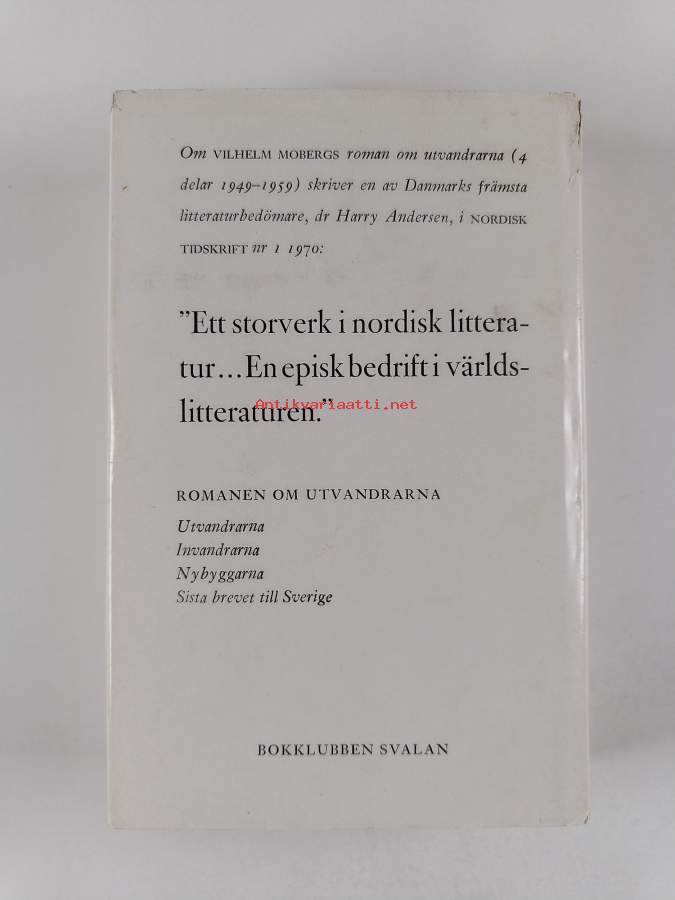 Om VILHELM MOBERGS roman om utvandrarna (4
delar 1949–1959) skriver en av Danmarks främsta
litteraturbedömare, dr Harry Andersen, i NORDISK
TIDSKRIFT nr 1 1970:
”Ett storverk i nordisk littera-
tur… En episk bedrift i världs-
litteraturen.”
Antikvariaatti.net
ROMANEN OM UTVANDRARNA
Utvandrarna
Invandrarna
Nybyggarna
Sista brevet till Sverige
BOKKLUBBEN SVALAN